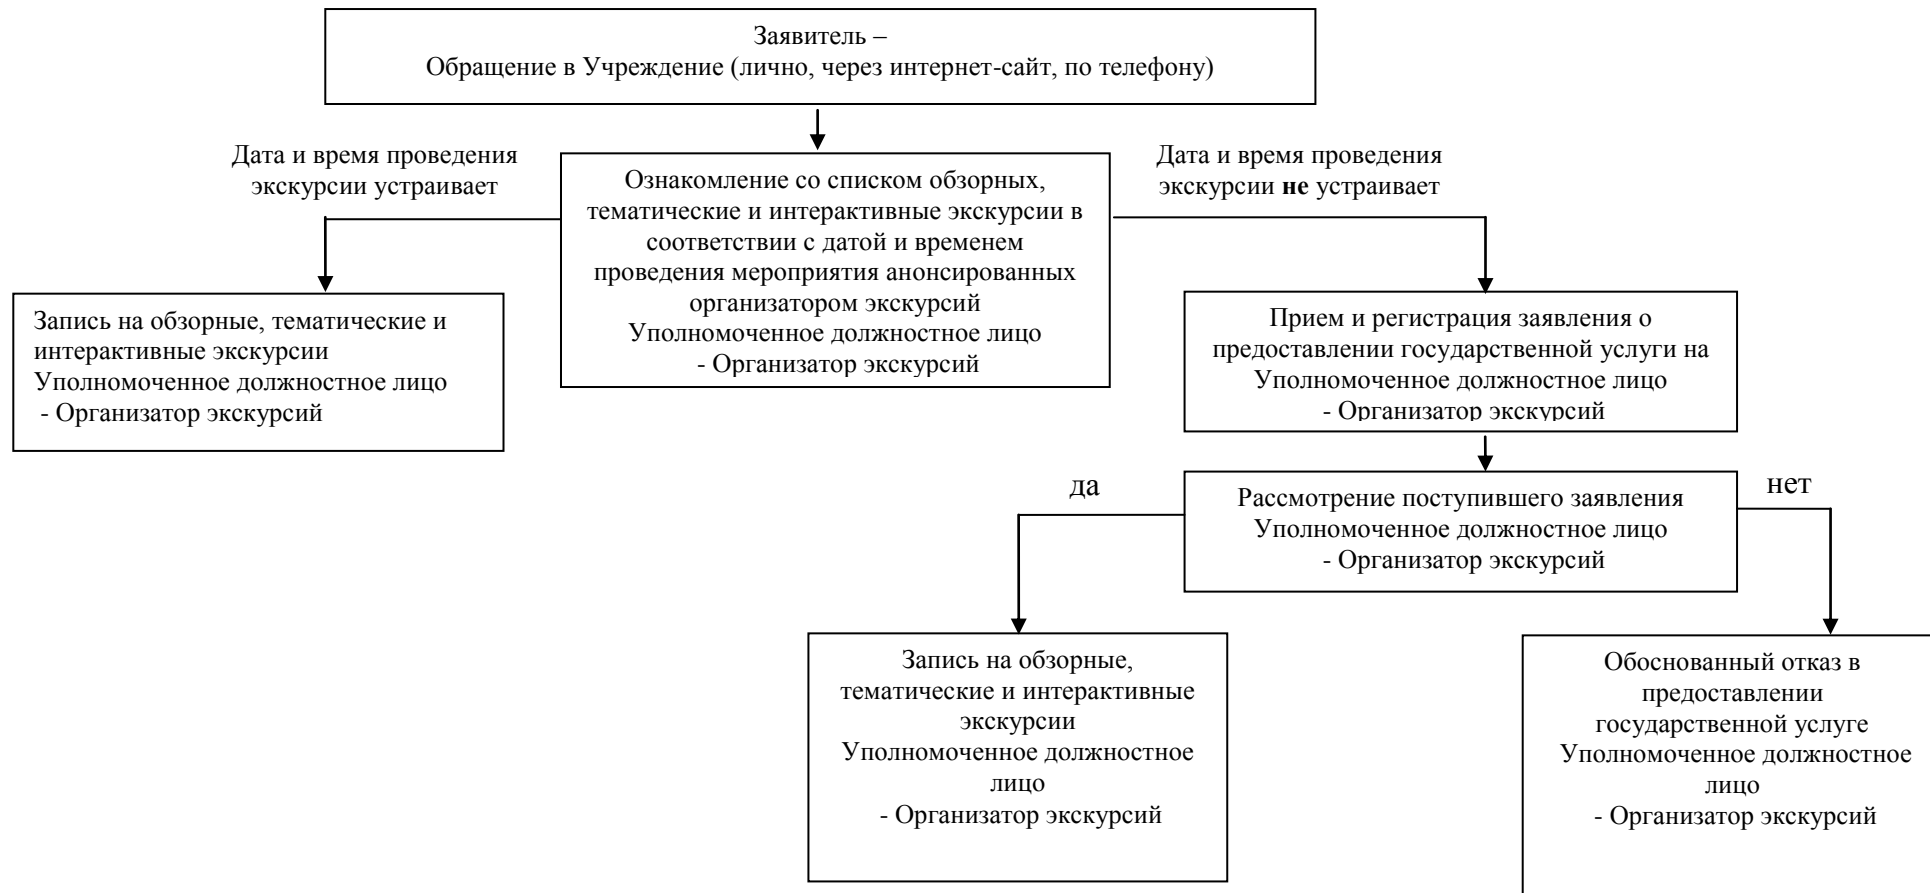 Заявитель –
Обращение в Учреждение (лично, через интернет-сайт, по телефону)
Дата и время проведения
экскурсии устраивает
Дата и время проведения
экскурсии не устраивает
Ознакомление со списком обзорных,
тематические и интерактивные экскурсии в
соответствии с датой и временем
проведения мероприятия анонсированных
организатором экскурсий
Уполномоченное должностное лицо
- Организатор экскурсий
Запись на обзорные, тематические и
интерактивные экскурсии
Уполномоченное должностное лицо
- Организатор экскурсий
Прием и регистрация заявления о
предоставлении государственной услуги на
Уполномоченное должностное лицо
- Организатор экскурсий
да
нет
Рассмотрение поступившего заявления
Уполномоченное должностное лицо
- Организатор экскурсий
Запись на обзорные,
тематические и интерактивные
экскурсии
Уполномоченное должностное
лицо
- Организатор экскурсий
Обоснованный отказ в
предоставлении
государственной услуге
Уполномоченное должностное
лицо
- Организатор экскурсий